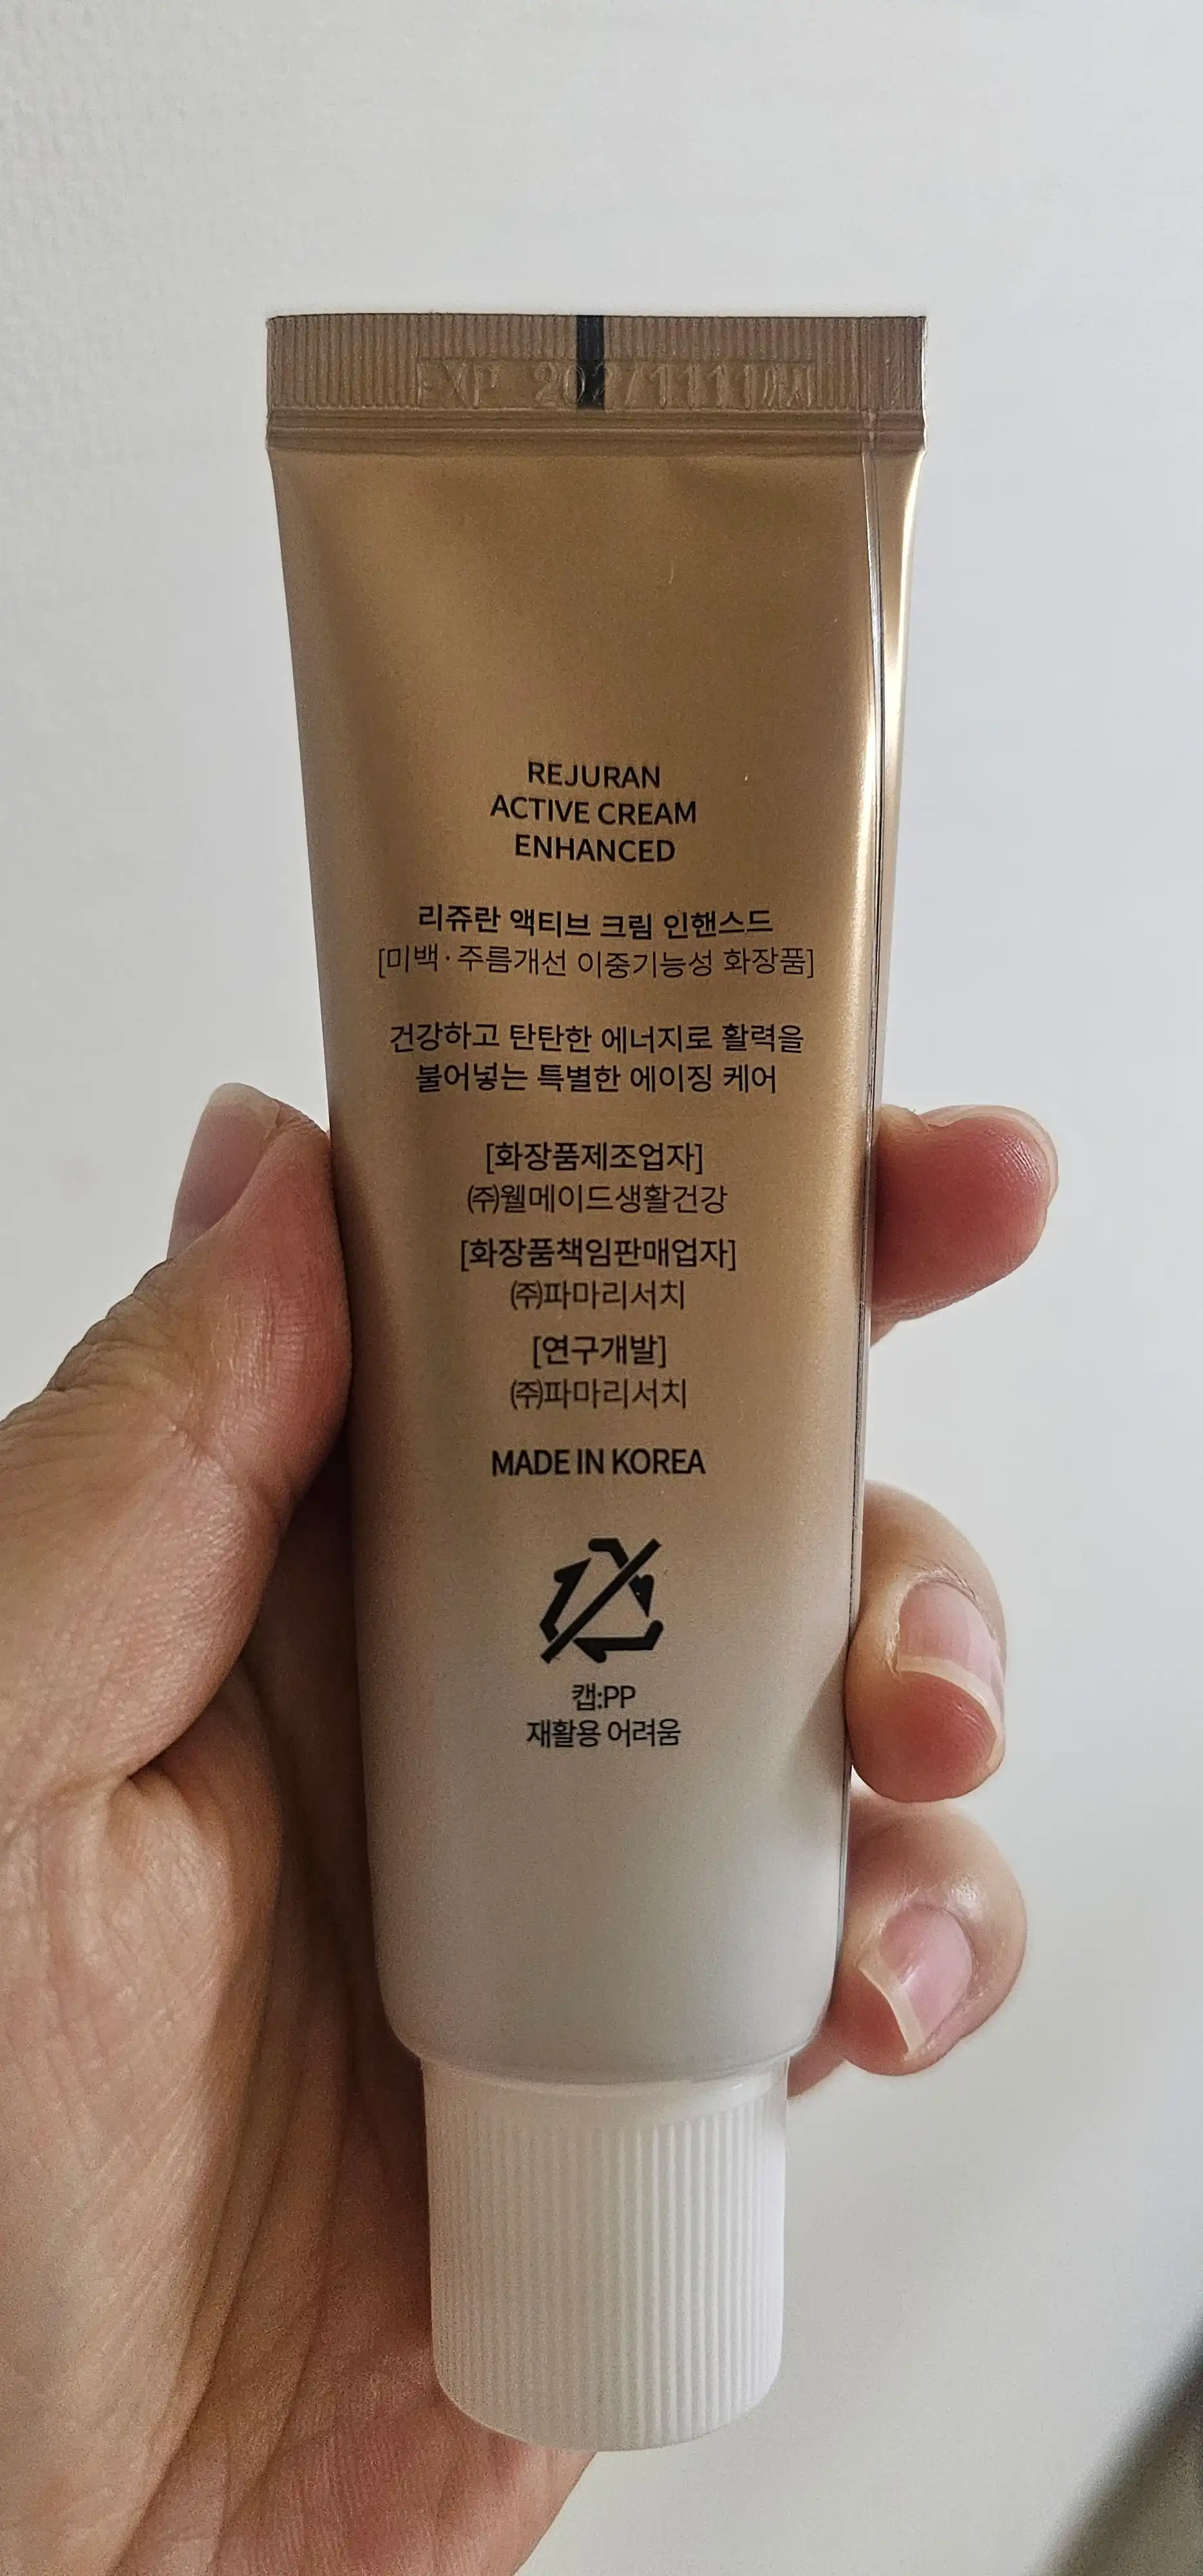 EXP
REJURAN
ACTIVE CREAM
ENHANCED
리쥬란 액티브 크림 인핸스드
[미백·주름개선 이중기능성 화장품]
건강하고 탄탄한 에너지로 활력을
불어넣는 특별한 에이징 케어
[화장품제조업자]
㈜웰메이드생활건강
[화장품책임판매업자]
㈜파마리서치
[연구개발]
㈜파마리서치
MADE IN KOREA
캡:PP
재활용 어려움